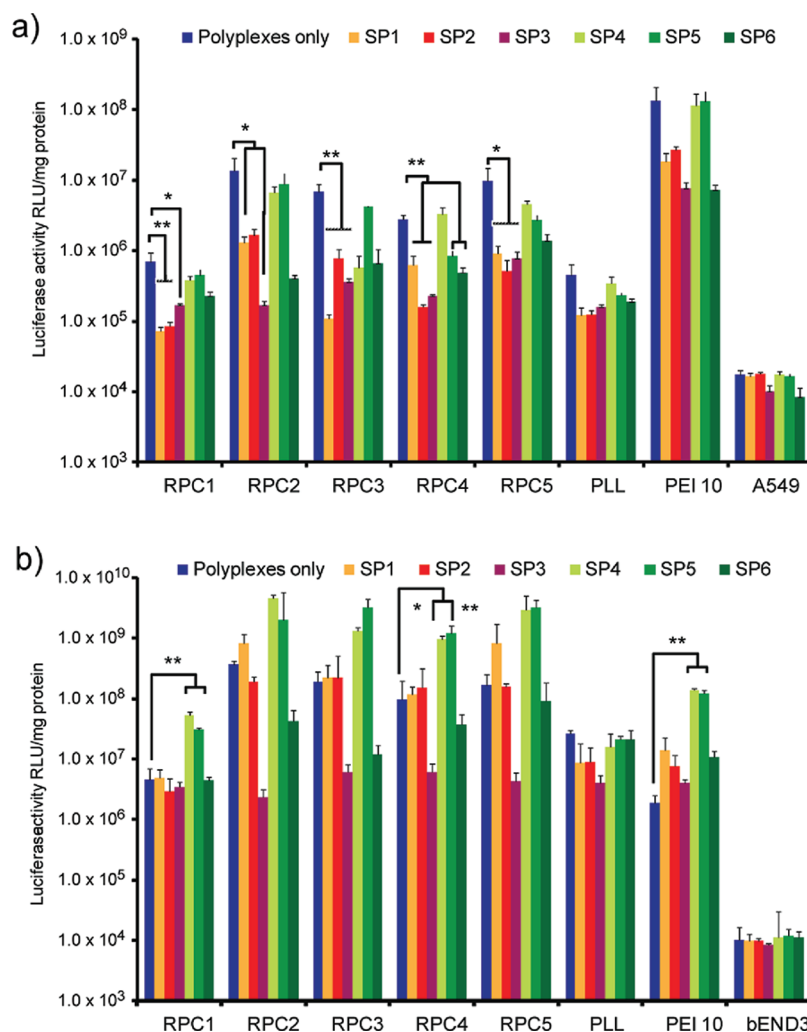 a)
Polyplexes only SP1 SP2 SP3 SP4 SP5 SP6
Luciferase activity RLU/mg protein
1.0 x 10⁹
1.0 x 10⁸
1.0 x 10⁷
1.0 x 10⁶
1.0 x 10⁵
1.0 x 10⁴
1.0 x 10³
* ** * ** ** *
RPC1 RPC2 RPC3 RPC4 RPC5 PLL PEI 10 A549
b)
Polyplexes only SP1 SP2 SP3 SP4 SP5 SP6
Luciferaseactivity RLU/mg protein
1.0 x 10¹⁰
1.0 x 10⁹
1.0 x 10⁸
1.0 x 10⁷
1.0 x 10⁶
1.0 x 10⁵
1.0 x 10⁴
1.0 x 10³
** * ** **
RPC1 RPC2 RPC3 RPC4 RPC5 PLL PEI 10 bEND3